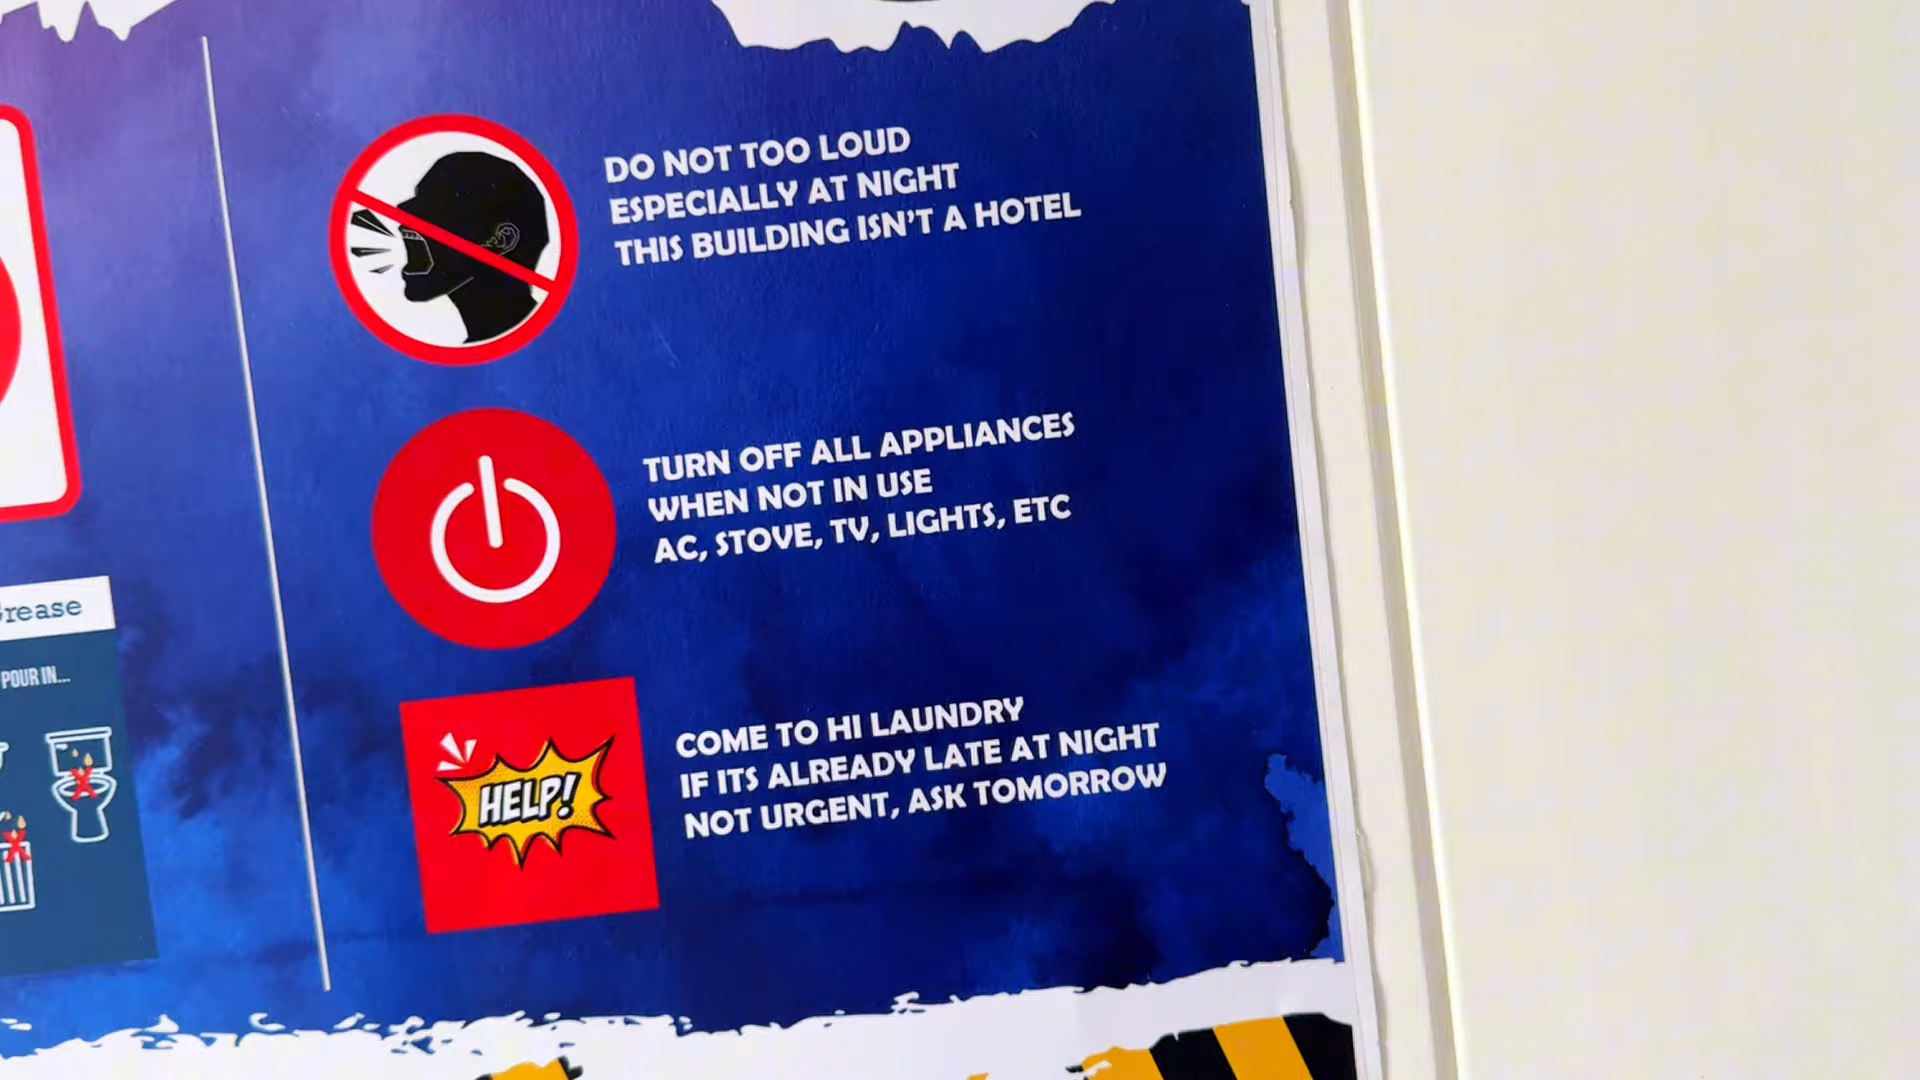 DO NOT TOO LOUD
ESPECIALLY AT NIGHT
THIS BUILDING ISN'T A HOTEL
TURN OFF ALL APPLIANCES
WHEN NOT IN USE
AC, STOVE, TV, LIGHTS, ETC
HELP!
COME TO HI LAUNDRY
IF ITS ALREADY LATE AT NIGHT
NOT URGENT, ASK TOMORROW
POUR IN...